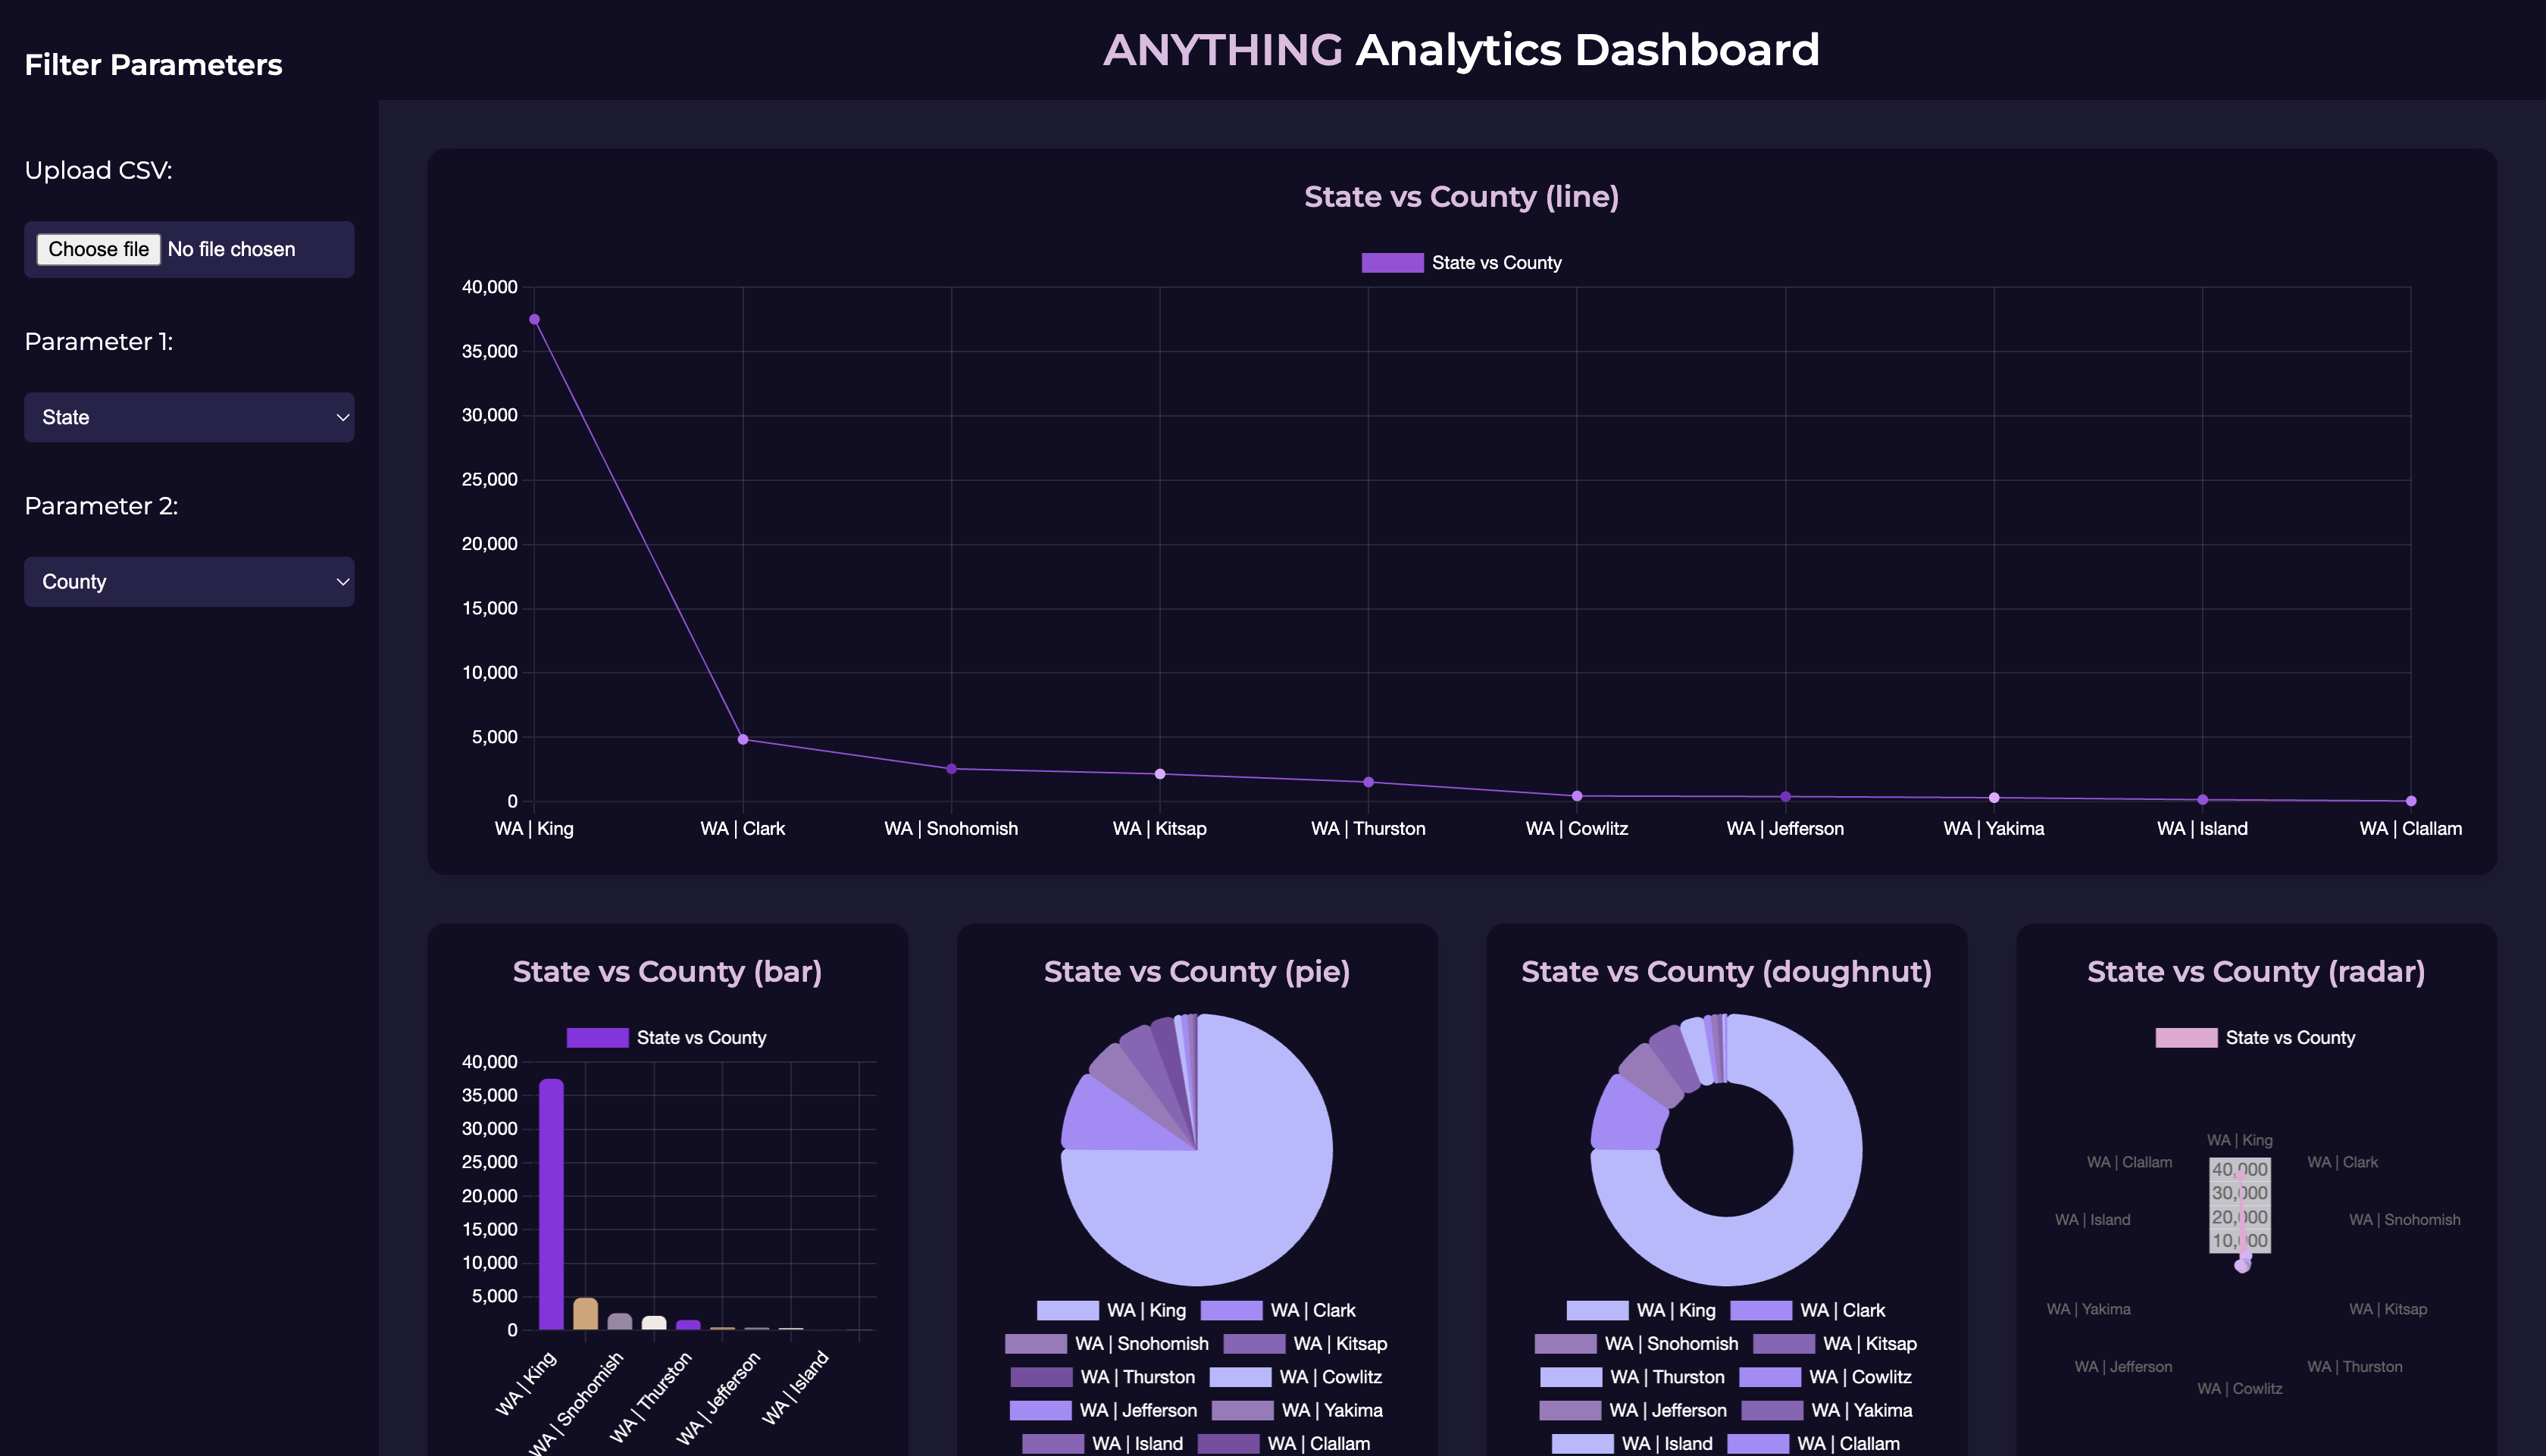 Filter Parameters
ANYTHING Analytics Dashboard
Upload CSV:
Choose file No file chosen
Parameter 1:
State
Parameter 2:
County
State vs County (line)
State vs County
40,000
35,000
30,000
25,000
20,000
15,000
10,000
5,000
0
WA | King WA | Clark WA | Snohomish WA | Kitsap WA | Thurston WA | Cowlitz WA | Jefferson WA | Yakima WA | Island WA | Clallam
State vs County (bar)
State vs County
40,000
35,000
30,000
25,000
20,000
15,000
10,000
5,000
0
WA | King
WA | Snohomish
WA | Thurston
WA | Jefferson
WA | Island
State vs County (pie)
WA | King WA | Clark
WA | Snohomish WA | Kitsap
WA | Thurston WA | Cowlitz
WA | Jefferson WA | Yakima
WA | Island WA | Clallam
State vs County (doughnut)
WA | King WA | Clark
WA | Snohomish WA | Kitsap
WA | Thurston WA | Cowlitz
WA | Jefferson WA | Yakima
WA | Island WA | Clallam
State vs County (radar)
State vs County
WA | King
WA | Clallam WA | Clark
40,000
30,000
WA | Island 20,000 WA | Snohomish
10,000
WA | Yakima WA | Kitsap
WA | Jefferson WA | Thurston
WA | Cowlitz